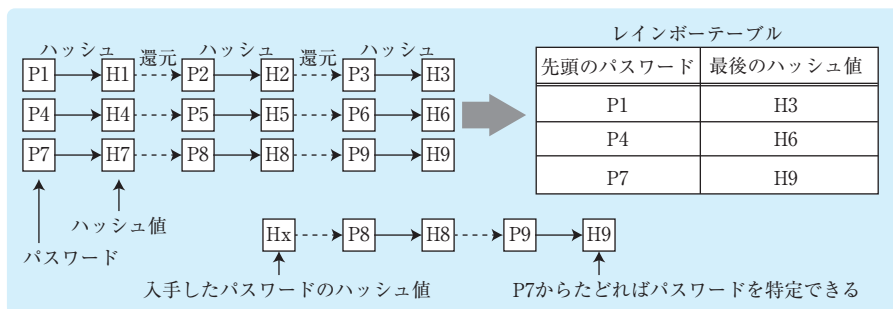 ハッシュ 還元 ハッシュ 還元 ハッシュ
P1 H1 P2 H2 P3 H3
P4 H4 P5 H5 P6 H6
P7 H7 P8 H8 P9 H9
ハッシュ値
パスワード
レインボーテーブル
先頭のパスワード 最後のハッシュ値
P1 H3
P4 H6
P7 H9
Hx P8 H8 P9 H9
入手したパスワードのハッシュ値
P7からたどればパスワードを特定できる